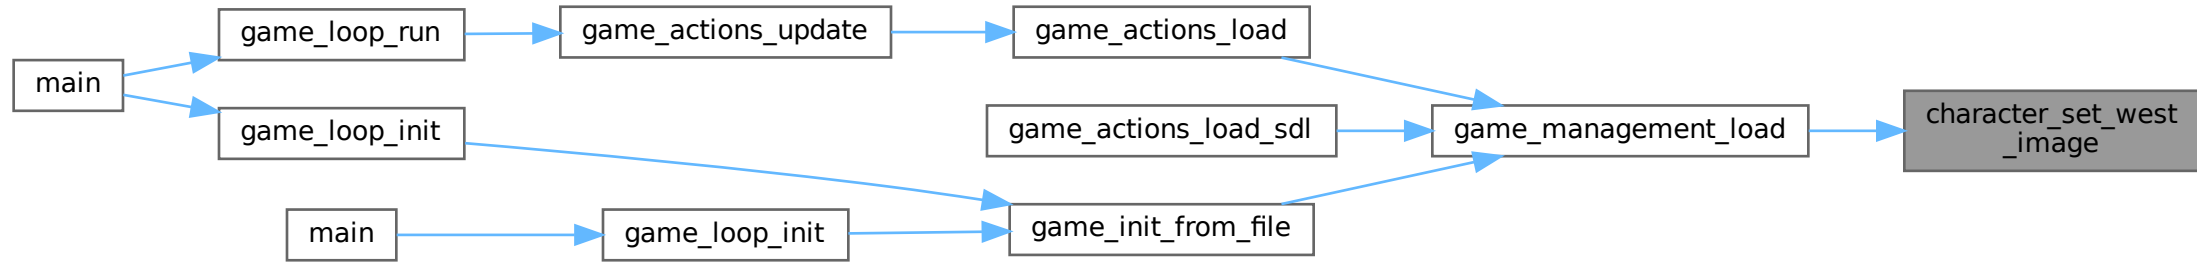 main
game_loop_run
game_actions_update
game_actions_load
game_loop_init
game_actions_load_sdl
game_management_load
character_set_west
_image
main
game_loop_init
game_init_from_file